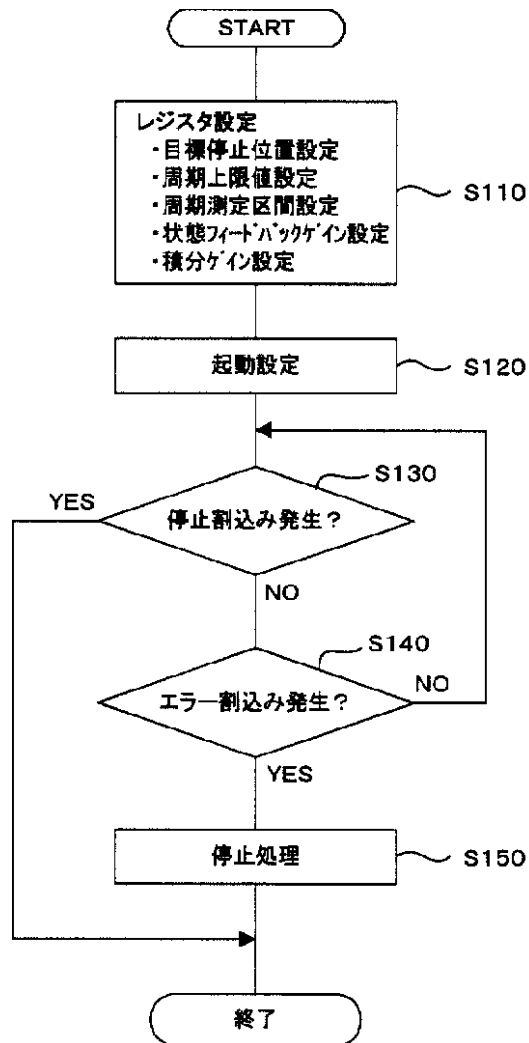 START
レジスタ設定
・目標停止位置設定
・周期上限値設定
・周期測定区間設定
・状態フィードバックゲイン設定
・積分ゲイン設定
S110
起動設定
S120
S130
YES
停止割込み発生？
NO
S140
エラー割込み発生？
NO
YES
停止処理
S150
終了